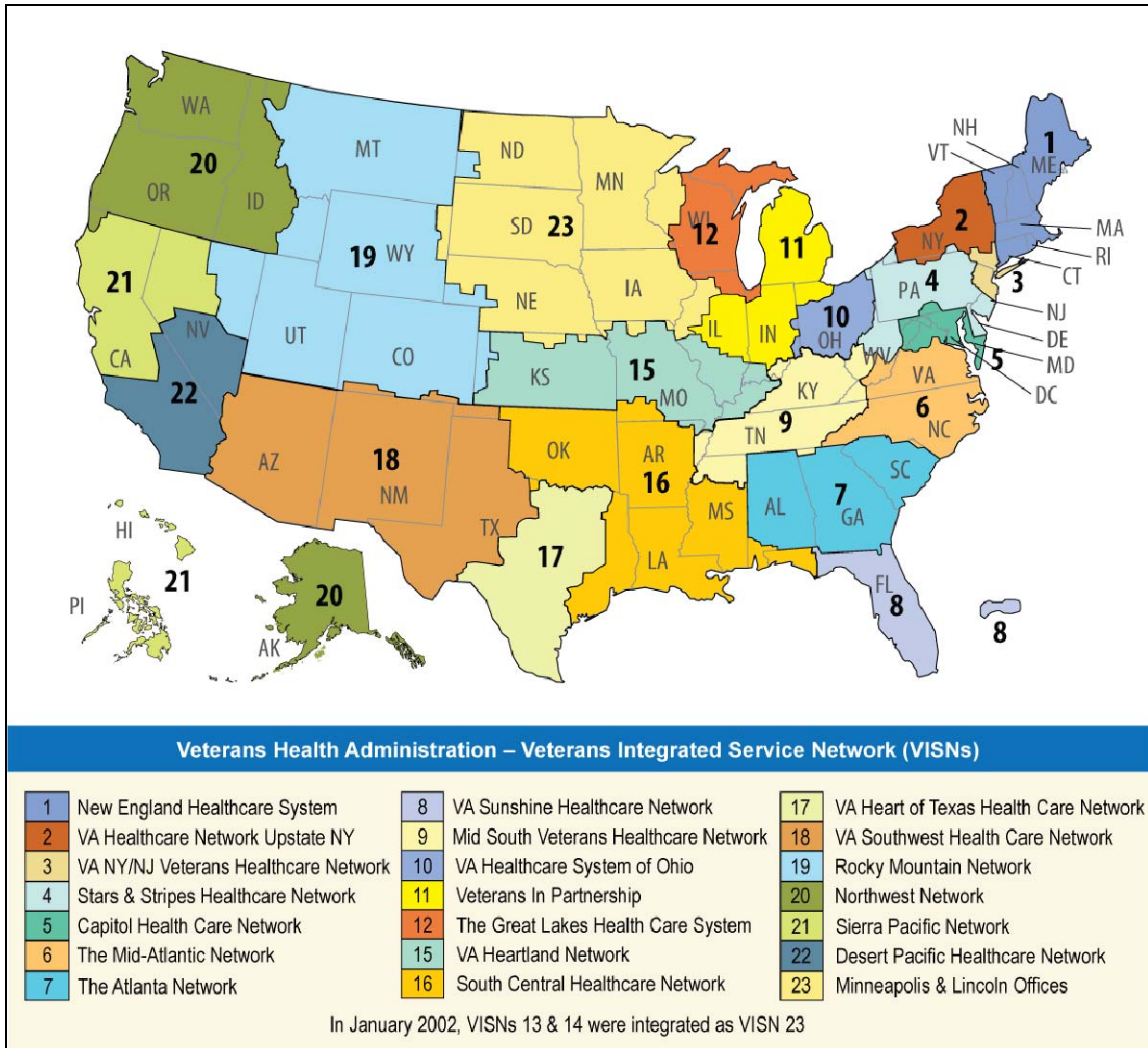 NH
VT
1
ME
WA
MT
ND
MN
20
OR
ID
SD 23
WI
12
11
2
NY
MA
RI
CT
19 WY
21
NE
IA
4
PA
3
NJ
NV
UT
CO
IL
IN
10
OH
DE
MD
WV
5
DC
CA
22
KS
15
MO
KY
VA
6
NC
9
TN
AZ
18
NM
OK
AR
16
SC
TX
MS
AL
7
GA
17
LA
HI
21
PI
20
AK
FL
8
8
Veterans Health Administration – Veterans Integrated Service Network (VISNs)
1 New England Healthcare System
2 VA Healthcare Network Upstate NY
3 VA NY/NJ Veterans Healthcare Network
4 Stars & Stripes Healthcare Network
5 Capitol Health Care Network
6 The Mid-Atlantic Network
7 The Atlanta Network
8 VA Sunshine Healthcare Network
9 Mid South Veterans Healthcare Network
10 VA Healthcare System of Ohio
11 Veterans In Partnership
12 The Great Lakes Health Care System
15 VA Heartland Network
16 South Central Healthcare Network
17 VA Heart of Texas Health Care Network
18 VA Southwest Health Care Network
19 Rocky Mountain Network
20 Northwest Network
21 Sierra Pacific Network
22 Desert Pacific Healthcare Network
23 Minneapolis & Lincoln Offices
In January 2002, VISNs 13 & 14 were integrated as VISN 23